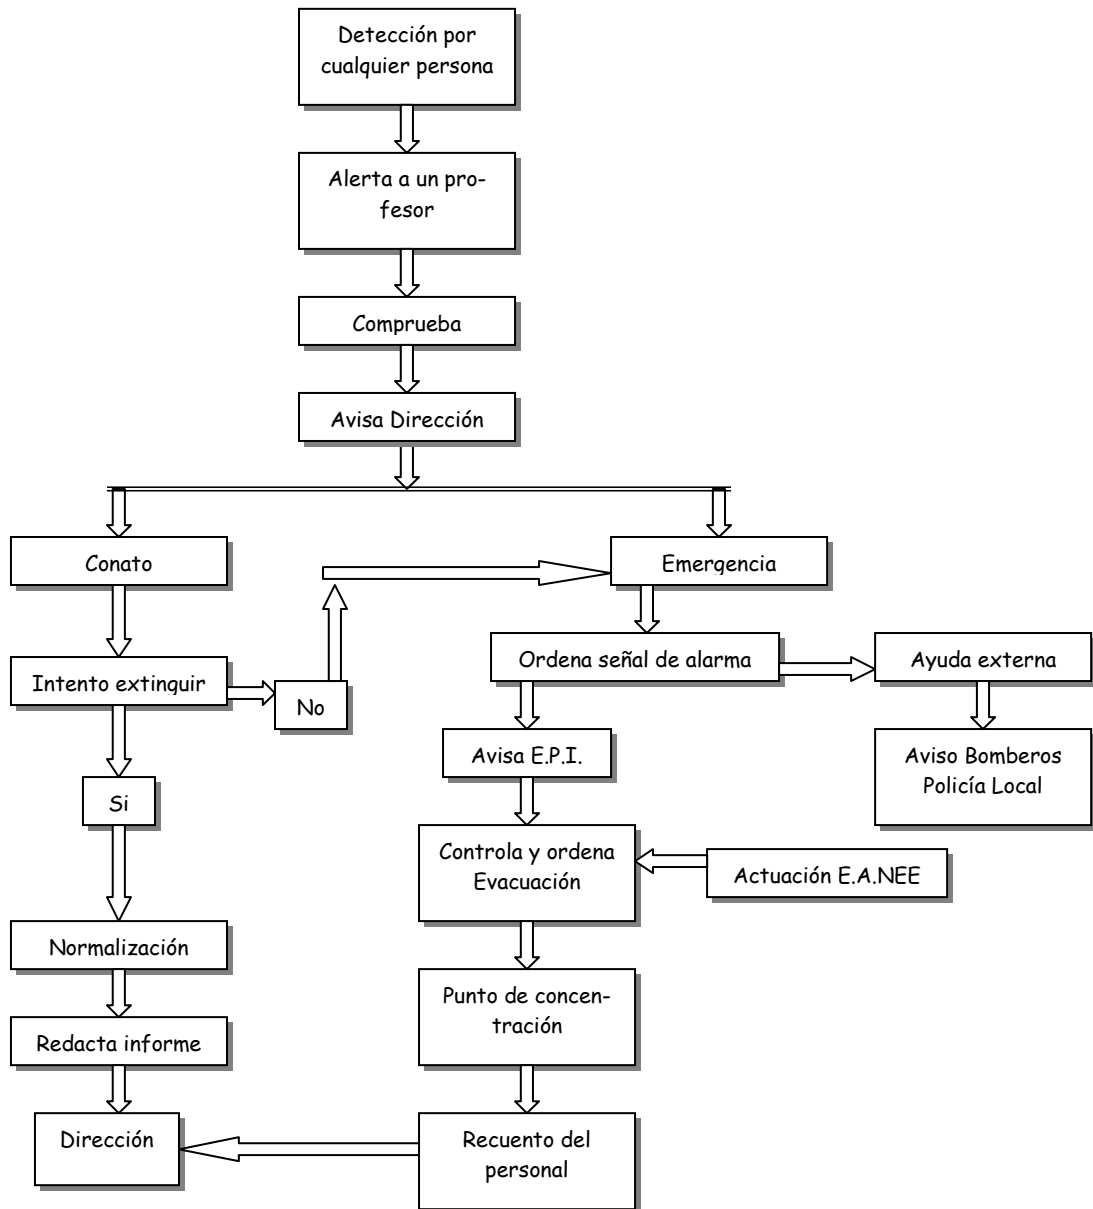 Detección por
cualquier persona
Alerta a un pro-
fesor
Comprueba
Avisa Dirección
Conato
Emergencia
Intento extinguir
No
Ordena señal de alarma
Ayuda externa
Avisa E.P.I.
Aviso Bomberos
Policía Local
Si
Controla y ordena
Evacuación
Actuación E.A.NEE
Normalización
Punto de concen-
tración
Redacta informe
Dirección
Recuento del
personal